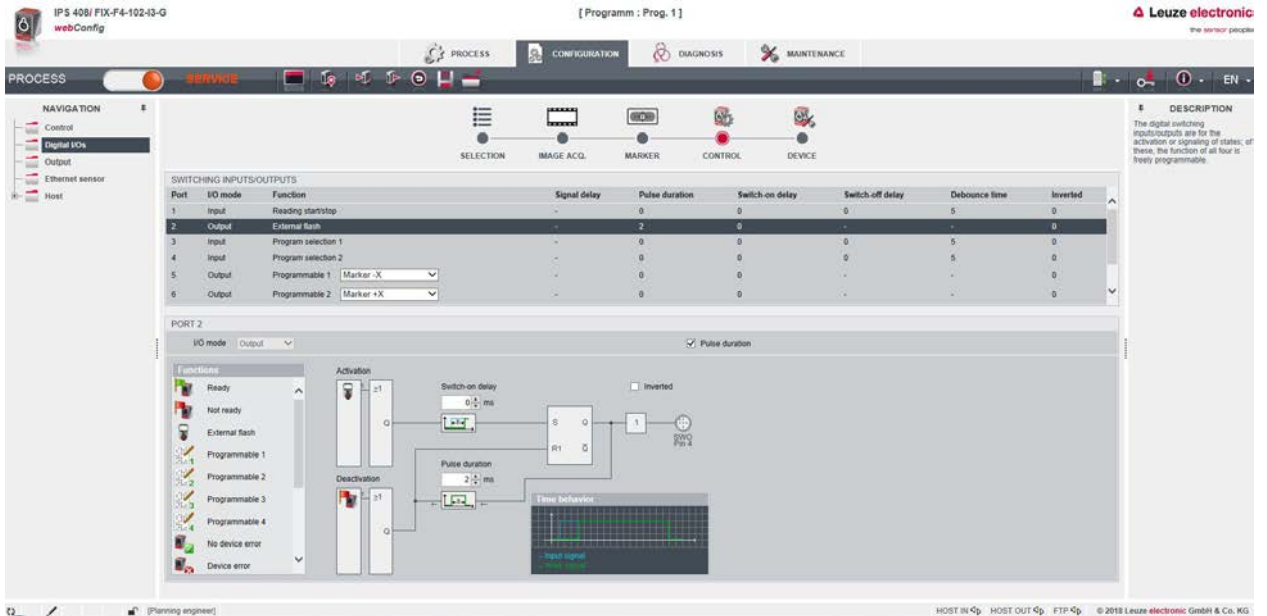 IPS 408i FIX-F4-102-I3-G
webConfig
[ Programm : Prog. 1 ]
Leuze electronic
the sensor people
PROCESS
CONFIGURATION
DIAGNOSIS
MAINTENANCE
PROCESS
SERVICE
EN
NAVIGATION
Control
Digital I/Os
Output
Ethernet sensor
Host
SELECTION
IMAGE ACQ.
MARKER
CONTROL
DEVICE
DESCRIPTION
The digital switching
inputs/outputs are for the
activation or signaling of states; of
these, the function of all four is
freely programmable.
SWITCHING INPUTS/OUTPUTS
Port I/O mode Function Signal delay Pulse duration Switch-on delay Switch-off delay Debounce time Inverted
1 Input Reading start/stop - 0 0 0 5 0
2 Output External flash - 2 0 - - 0
3 Input Program selection 1 - 0 0 0 5 0
4 Input Program selection 2 - 0 0 0 5 0
5 Output Programmable 1 Marker -X - 0 0 - - 0
6 Output Programmable 2 Marker +X - 0 0 - - 0
PORT 2
I/O mode Output
Pulse duration
Functions
Ready
Not ready
External flash
Programmable 1
Programmable 2
Programmable 3
Programmable 4
No device error
Device error
Activation
≥1
Q
Switch-on delay
0 ms
Inverted
S Q
R1 Q̅
1
SWO
Pin 4
Pulse duration
2 ms
Deactivation
≥1
Q
Time behavior
- Input signal
[Planning engineer]
HOST IN HOST OUT FTP © 2018 Leuze electronic GmbH & Co. KG